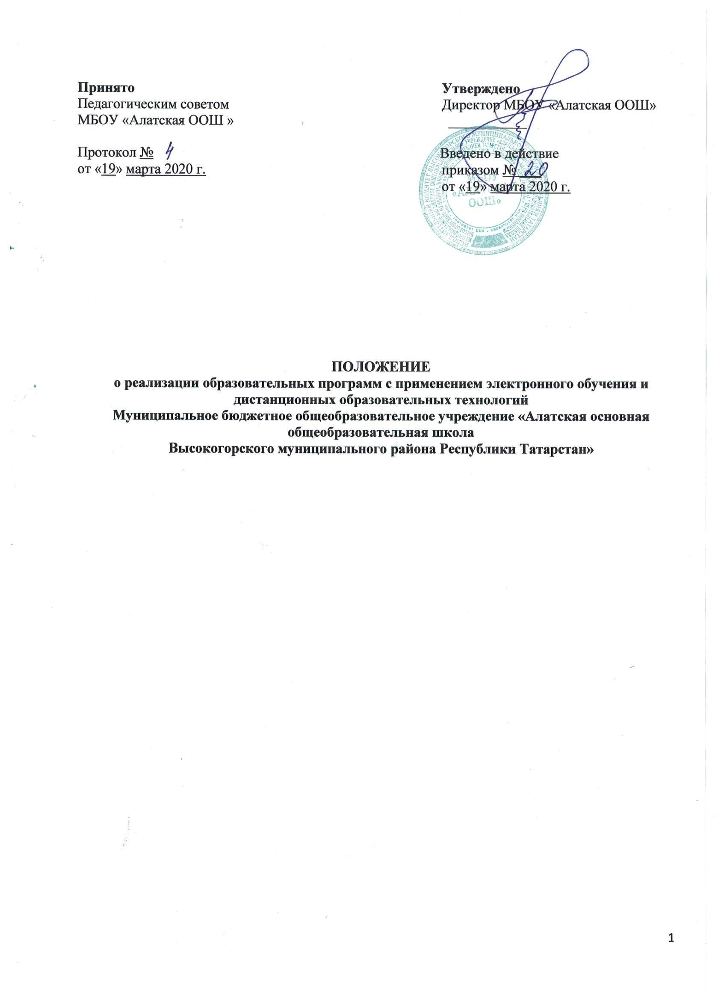 Принято
Педагогическим советом
МБОУ «Алатская ООШ »
Протокол № 4
от «19» марта 2020 г.
Утверждено
Директор МБОУ «Алатская ООШ»
Введено в действие
приказом № 20
от «19» марта 2020 г.
МБОУ
ООШ»
ПОЛОЖЕНИЕ
о реализации образовательных программ с применением электронного обучения и
дистанционных образовательных технологий
Муниципальное бюджетное общеобразовательное учреждение «Алатская основная
общеобразовательная школа
Высокогорского муниципального района Республики Татарстан»
1